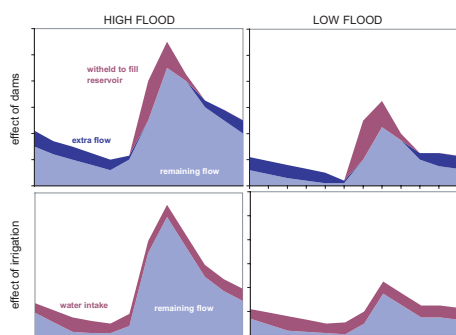 HIGH FLOOD
LOW FLOOD
effect of dams
witheld to fill
reservoir
extra flow
remaining flow
effect of irrigation
water intake
remaining flow